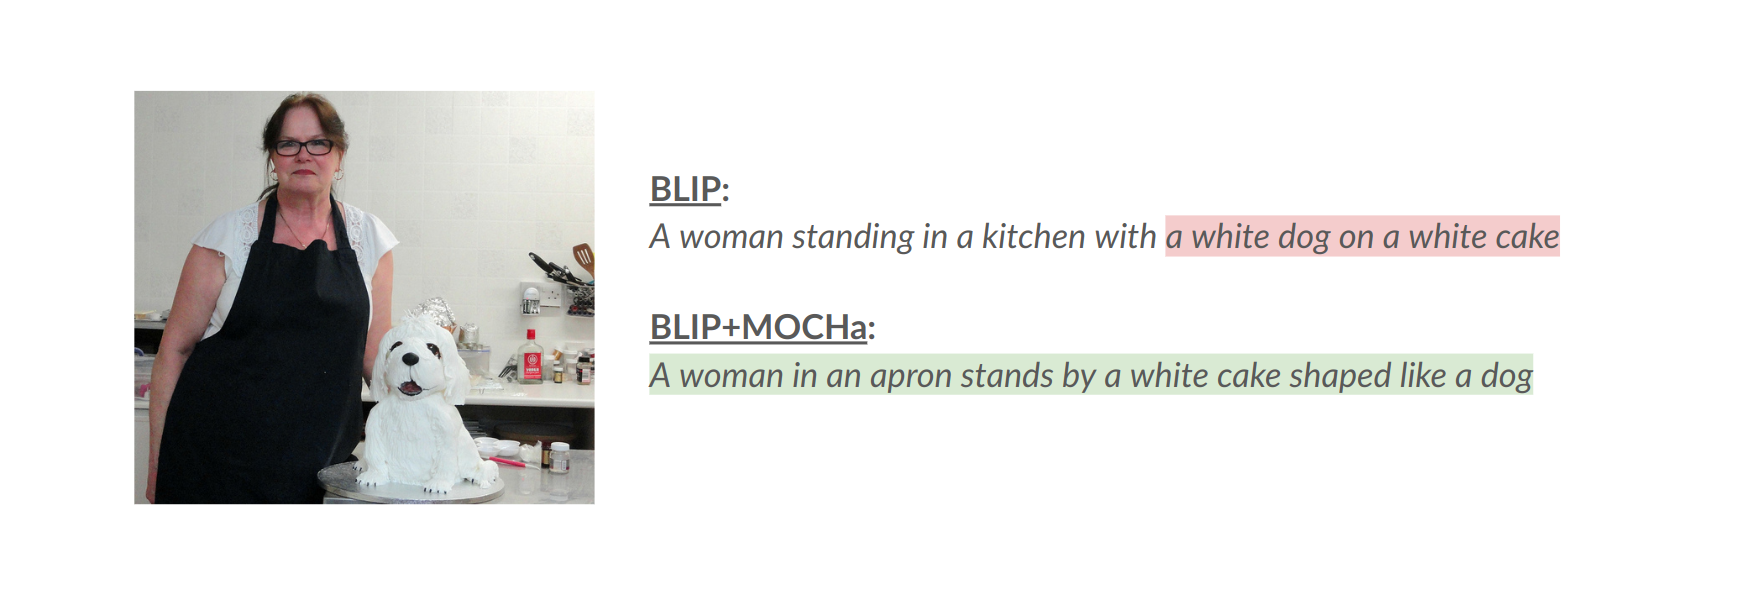 BLIP:
A woman standing in a kitchen with a white dog on a white cake
BLIP+MOCHa:
A woman in an apron stands by a white cake shaped like a dog